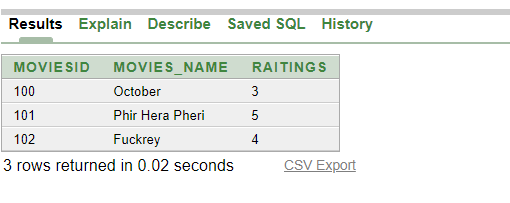 Results Explain Describe Saved SQL History
MOVIESID MOVIES_NAME RAITINGS
100 October 3
101 Phir Hera Pheri 5
102 Fuckrey 4
3 rows returned in 0.02 seconds CSV Export